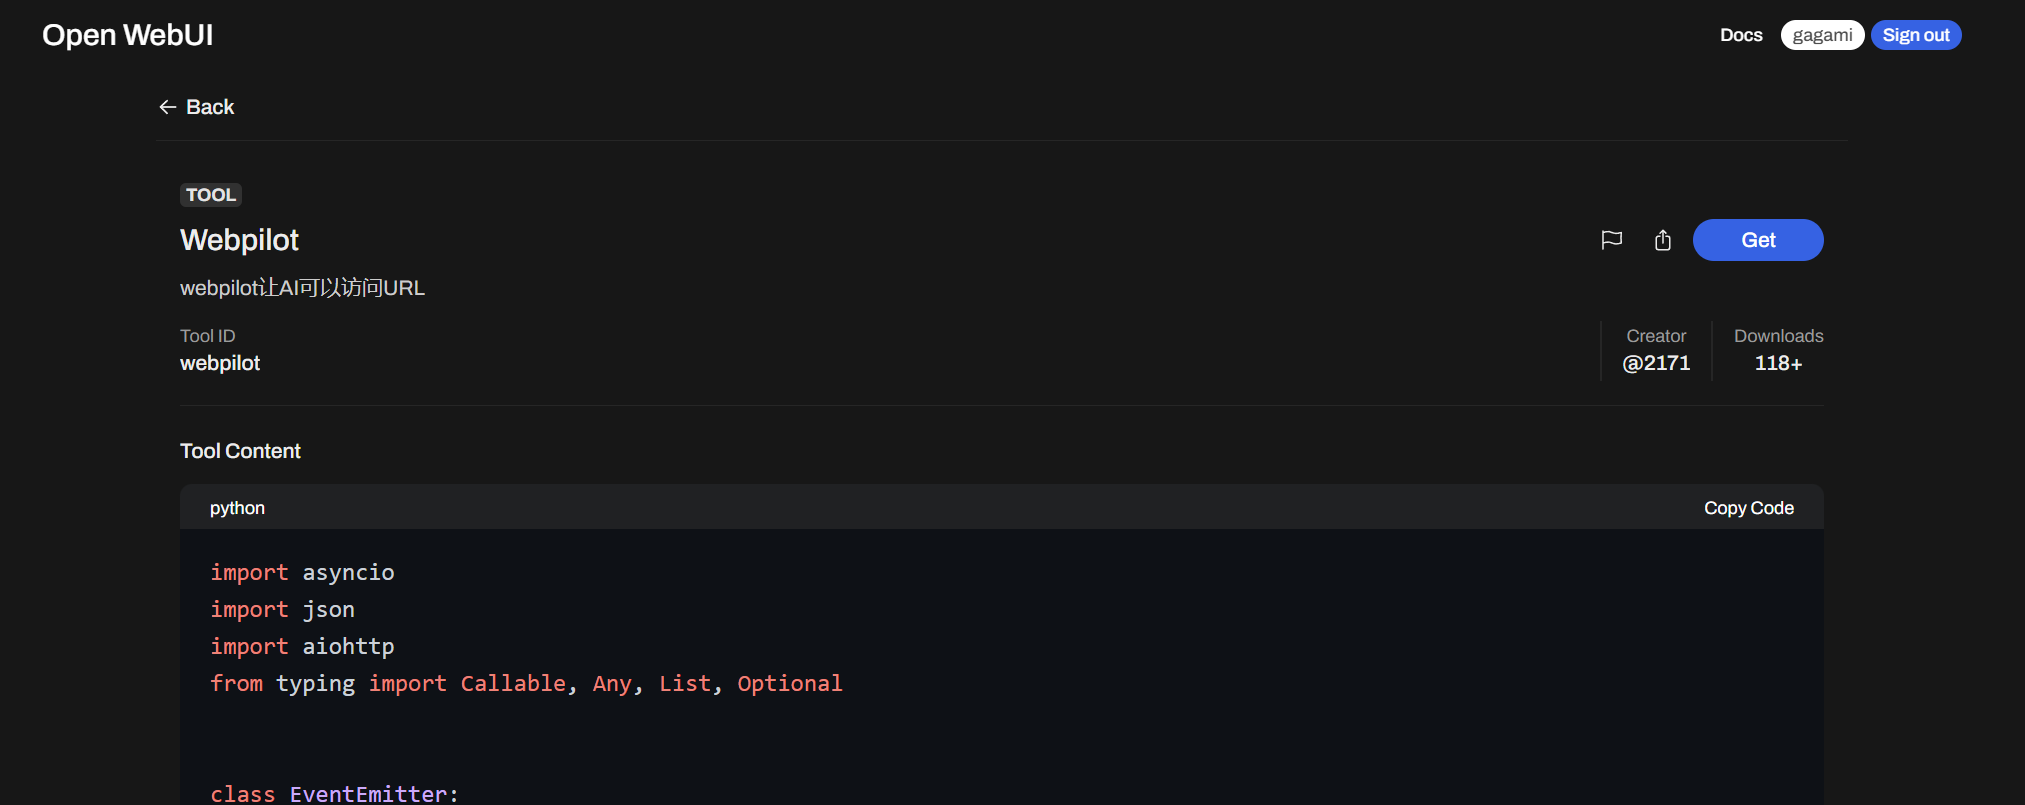 Open WebUI
Docs gagami Sign out
← Back
TOOL
Webpilot
Get
webpilot让AI可以访问URL
Tool ID
webpilot
Creator
@2171
Downloads
118+
Tool Content
python
Copy Code
import asyncio
import json
import aiohttp
from typing import Callable, Any, List, Optional
class EventEmitter: